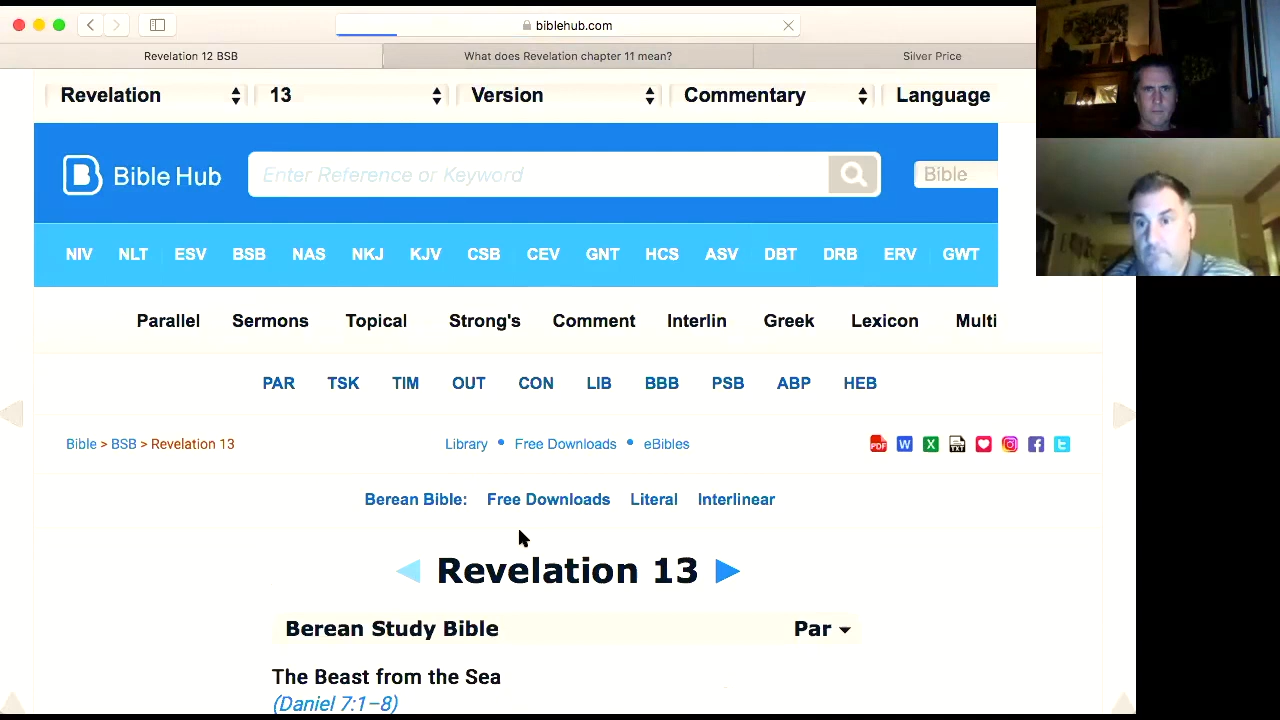 biblehub.com
Revelation 12 BSB What does Revelation chapter 11 mean? Silver Price
Revelation 13 Version Commentary Language
Bible Hub Enter Reference or Keyword Bible
NIV NLT ESV BSB NAS NKJ KJV CSB CEV GNT HCS ASV DBT DRB ERV GWT
Parallel Sermons Topical Strong's Comment Interlin Greek Lexicon Multi
PAR TSK TIM OUT CON LIB BBB PSB ABP HEB
Bible > BSB > Revelation 13 Library • Free Downloads • eBibles PDF W X TXT
Berean Bible: Free Downloads Literal Interlinear
Revelation 13
Berean Study Bible Par
The Beast from the Sea
(Daniel 7:1–8)